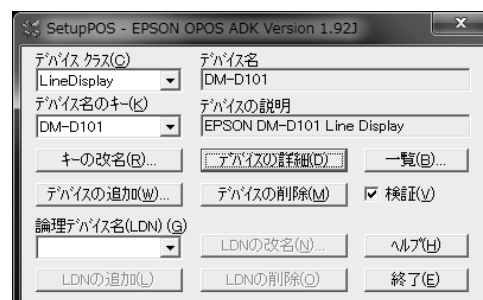 SetupPOS - EPSON OPOS ADK Version 1.92J
x
ﾃﾞﾊﾞｲｽ ｸﾗｽ(C)
ﾃﾞﾊﾞｲｽ名
LineDisplay
DM-D101
ﾃﾞﾊﾞｲｽ名のｷｰ(K)
ﾃﾞﾊﾞｲｽの説明
DM-D101
EPSON DM-D101 Line Display
ｷｰの改名(R)...
ﾃﾞﾊﾞｲｽの詳細(D)
一覧(B)...
ﾃﾞﾊﾞｲｽの追加(W)...
ﾃﾞﾊﾞｲｽの削除(M)
検証(V)
論理ﾃﾞﾊﾞｲｽ名(LDN) (G)
LDNの改名(N)...
ﾍﾙﾌﾟ(H)
LDNの追加(L)
LDNの削除(O)
終了(E)